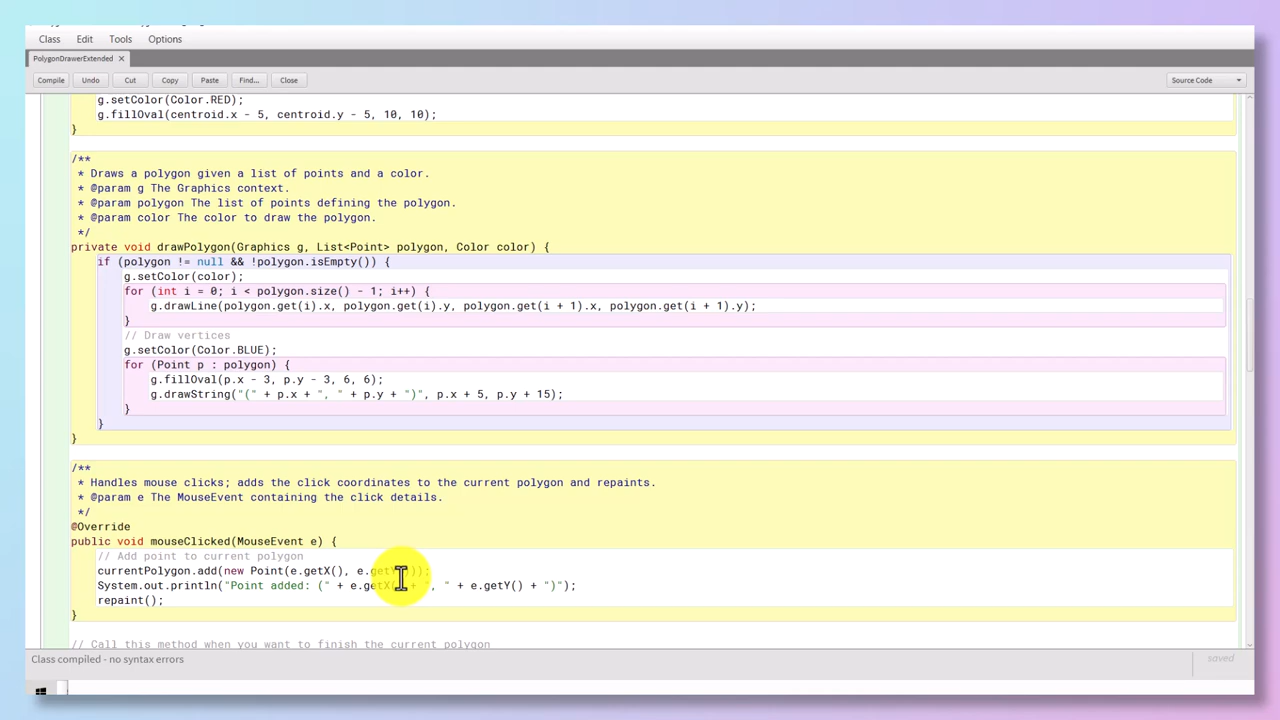 Class Edit Tools Options
PolygonDrawerExtended ×
Compile Undo Cut Copy Paste Find... Close Source Code
g.setColor(Color.RED);
g.fillOval(centroid.x - 5, centroid.y - 5, 10, 10);
}
/**
* Draws a polygon given a list of points and a color.
* @param g The Graphics context.
* @param polygon The list of points defining the polygon.
* @param color The color to draw the polygon.
*/
private void drawPolygon(Graphics g, List<Point> polygon, Color color) {
if (polygon != null && !polygon.isEmpty()) {
g.setColor(color);
for (int i = 0; i < polygon.size() - 1; i++) {
g.drawLine(polygon.get(i).x, polygon.get(i).y, polygon.get(i + 1).x, polygon.get(i + 1).y);
}
// Draw vertices
g.setColor(Color.BLUE);
for (Point p : polygon) {
g.fillOval(p.x - 3, p.y - 3, 6, 6);
g.drawString("(" + p.x + ", " + p.y + ")", p.x + 5, p.y + 15);
}
}
}
/**
* Handles mouse clicks; adds the click coordinates to the current polygon and repaints.
* @param e The MouseEvent containing the click details.
*/
@Override
public void mouseClicked(MouseEvent e) {
// Add point to current polygon
currentPolygon.add(new Point(e.getX(), e.getY()));
System.out.println("Point added: (" + e.getX() + ", " + e.getY() + ")");
repaint();
}
// Call this method when you want to finish the current polygon
Class compiled - no syntax errors
saved